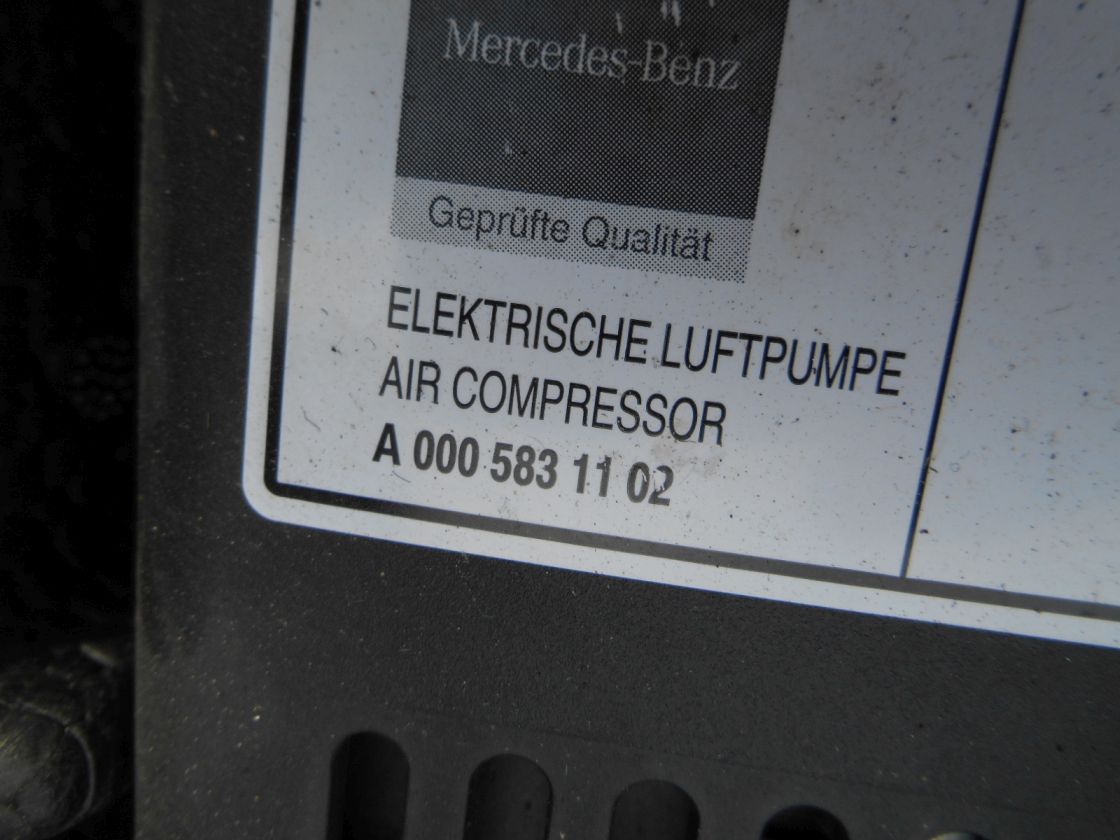 Mercedes-Benz
Geprüfte Qualität
ELEKTRISCHE LUFTPUMPE
AIR COMPRESSOR
A 000 583 11 02